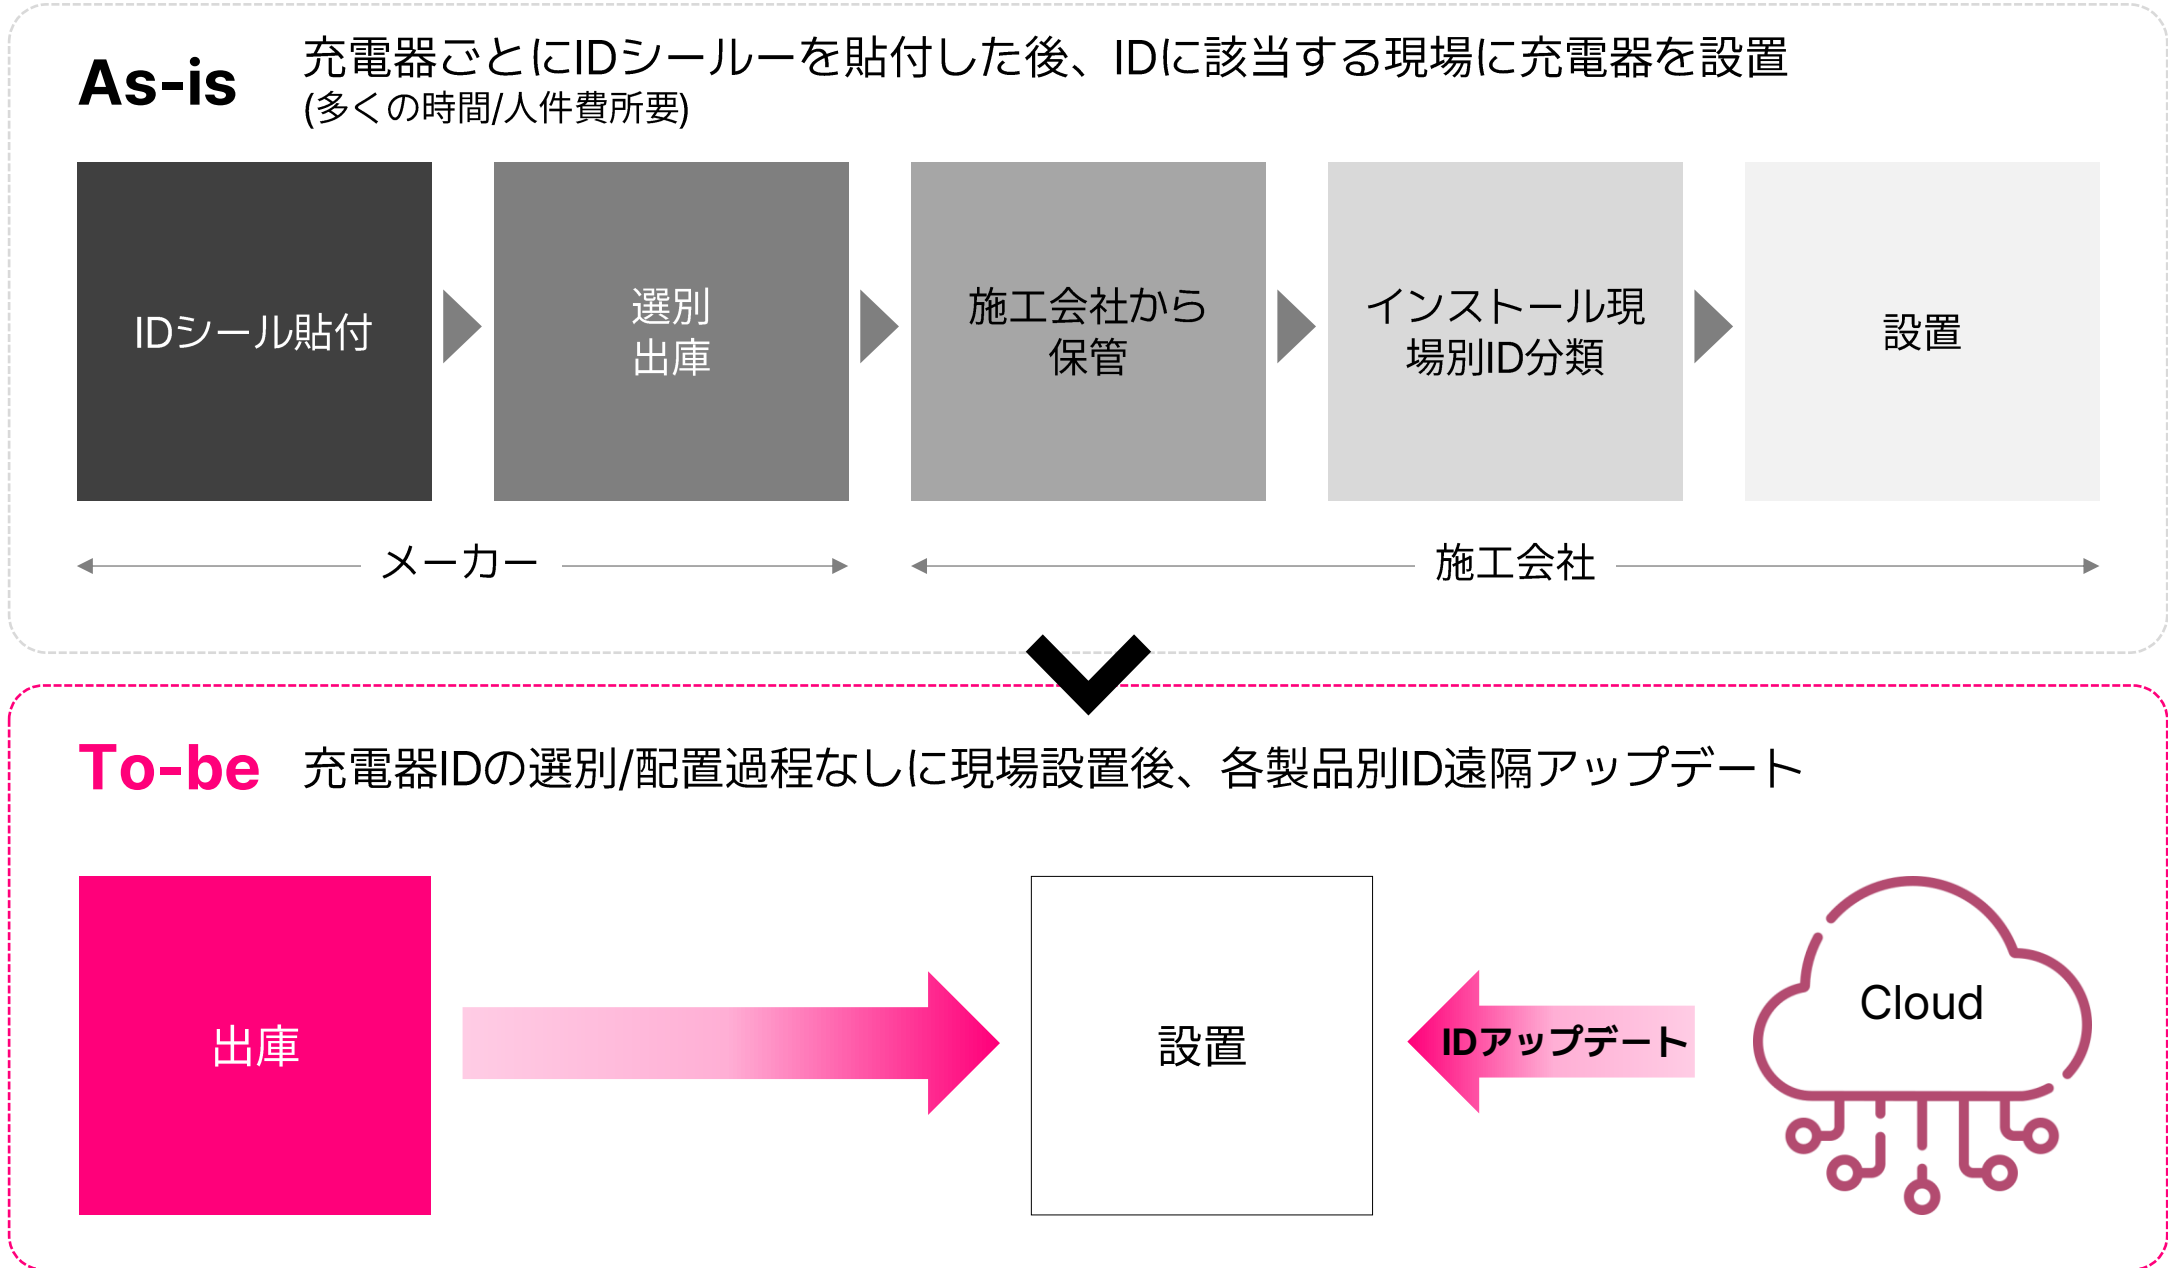 As-is
充電器ごとにIDシールーを貼付した後、IDに該当する現場に充電器を設置
(多くの時間/人件費所要)
IDシール貼付
選別
出庫
施工会社から
保管
インストール現
場別ID分類
設置
メーカー
施工会社
To-be
充電器IDの選別/配置過程なしに現場設置後、各製品別ID遠隔アップデート
出庫
設置
IDアップデート
Cloud